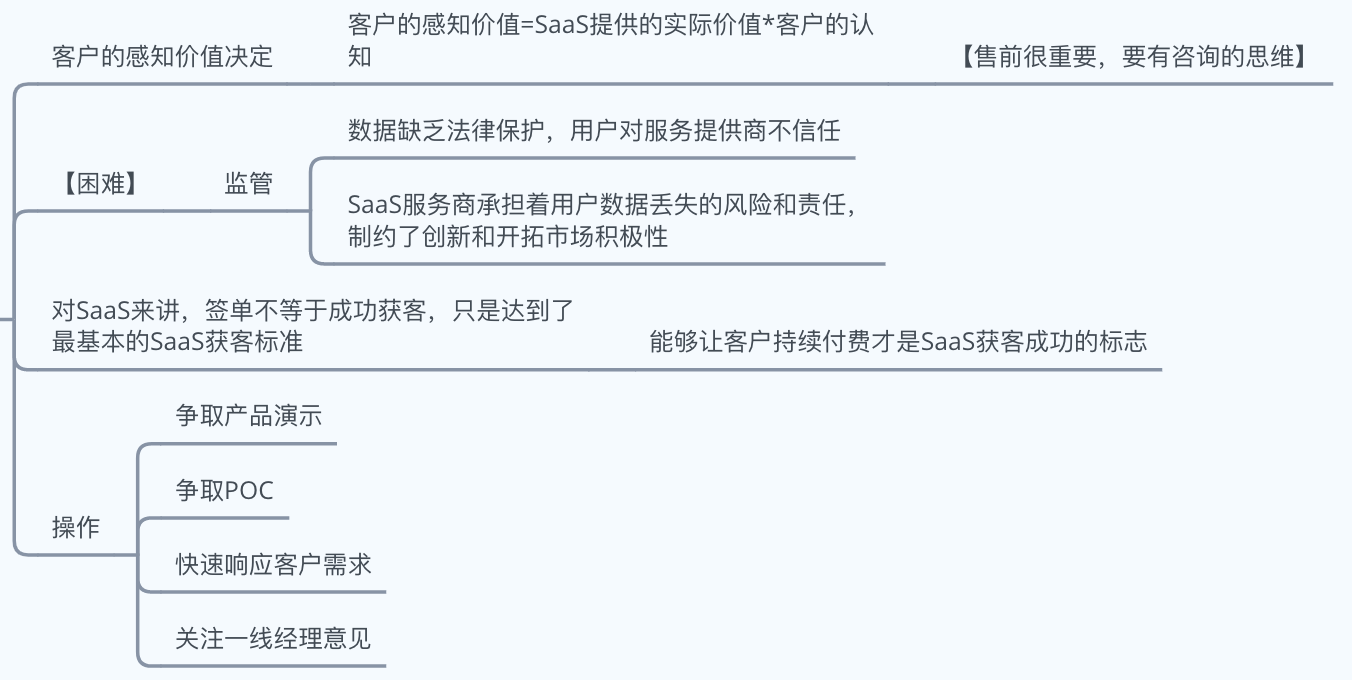 客户的感知价值决定
客户的感知价值=SaaS提供的实际价值*客户的认
知
【售前很重要，要有咨询的思维】
【困难】
监管
数据缺乏法律保护，用户对服务提供商不信任
SaaS服务商承担着用户数据丢失的风险和责任，
制约了创新和开拓市场积极性
对SaaS来讲，签单不等于成功获客，只是达到了
最基本的SaaS获客标准
能够让客户持续付费才是SaaS获客成功的标志
操作
争取产品演示
争取POC
快速响应客户需求
关注一线经理意见